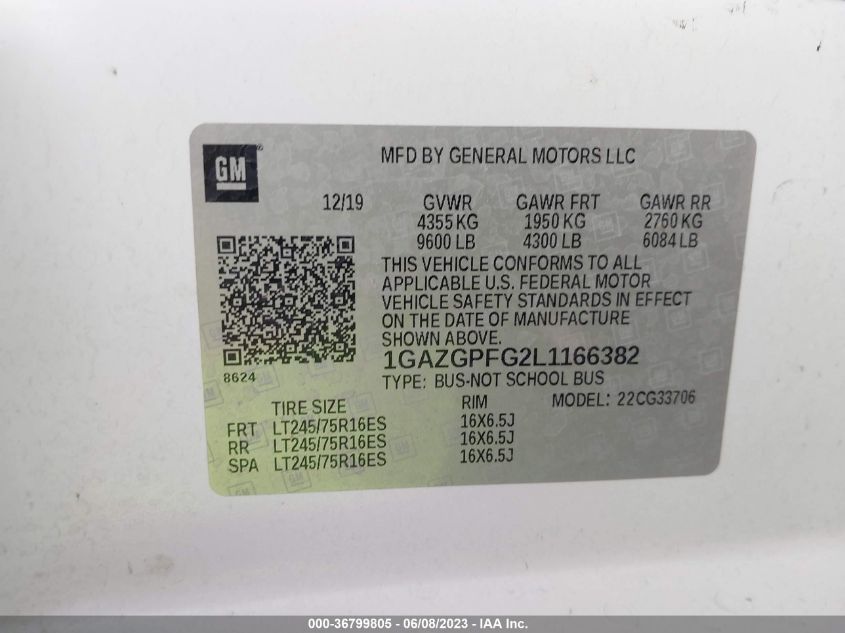 GM ®
MFD BY GENERAL MOTORS LLC
12/19 GVWR GAWR FRT GAWR RR
4355 KG 1950 KG 2760 KG
9600 LB 4300 LB 6084 LB
THIS VEHICLE CONFORMS TO ALL
APPLICABLE U.S. FEDERAL MOTOR
VEHICLE SAFETY STANDARDS IN EFFECT
ON THE DATE OF MANUFACTURE
SHOWN ABOVE.
8624
1GAZGPFG2L1166382
TYPE: BUS-NOT SCHOOL BUS
TIRE SIZE RIM MODEL: 22CG33706
FRT LT245/75R16ES 16X6.5J
RR LT245/75R16ES 16X6.5J
SPA LT245/75R16ES 16X6.5J
000-36799805 - 06/08/2023 - IAA Inc.